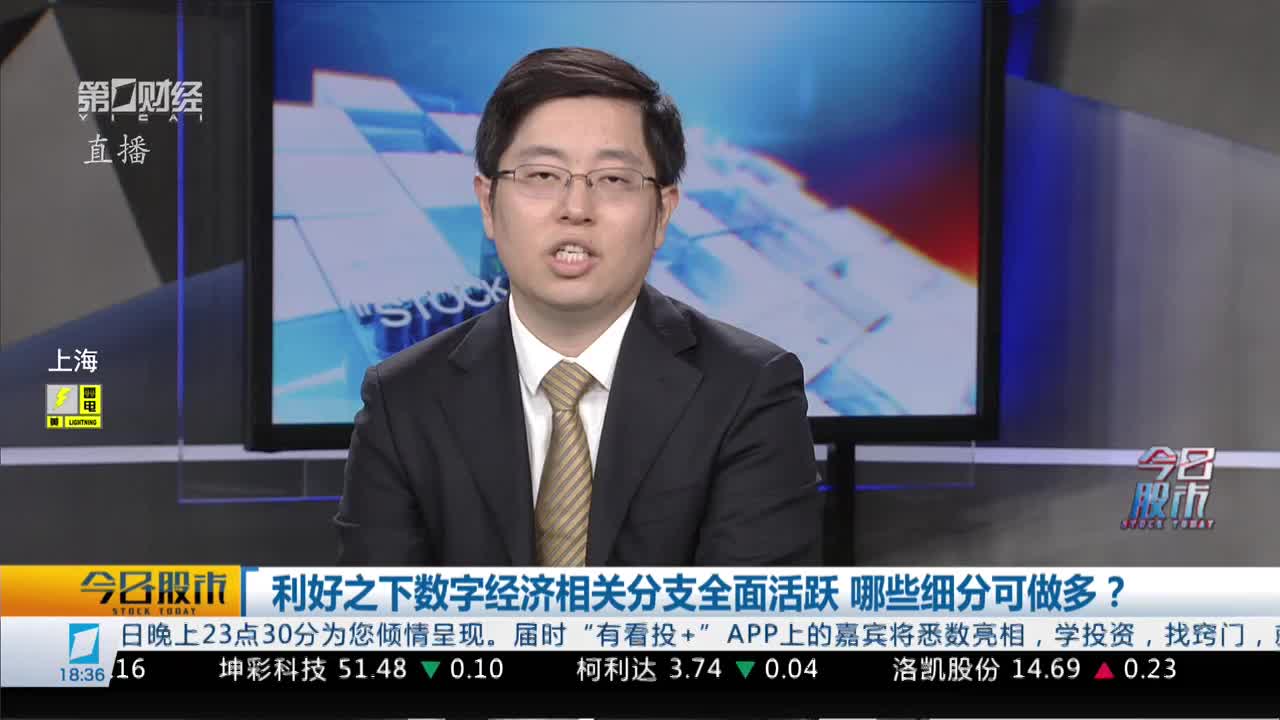 第一财经
YICAI
直播
"STOCK
上海
雷电
黄 LIGHTNING
今日
股市
STOCK TODAY
今日股市
STOCK TODAY
利好之下数字经济相关分支全面活跃 哪些细分可做多？
日晚上23点30分为您倾情呈现。届时“有看投+”APP上的嘉宾将悉数亮相，学投资，找窍门，
18:36
.16 坤彩科技 51.48 ▼ 0.10 柯利达 3.74 ▼ 0.04 洛凯股份 14.69 ▲ 0.23